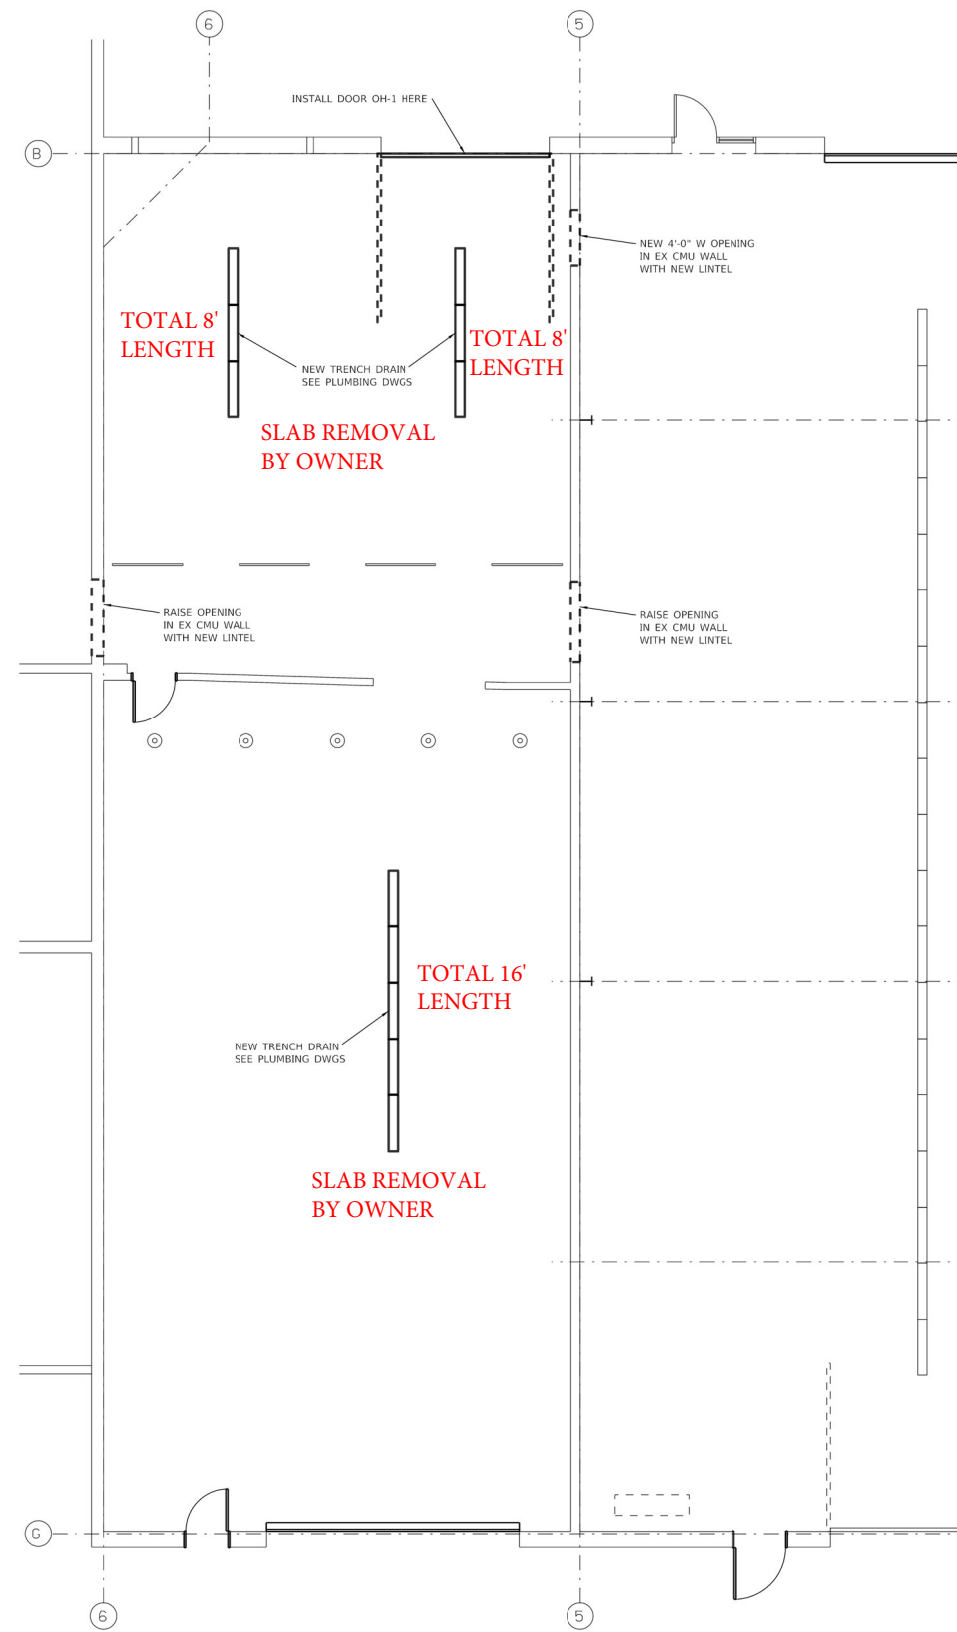 6
5
INSTALL DOOR OH-1 HERE
B
NEW 4'-0" W OPENING
IN EX CMU WALL
WITH NEW LINTEL
TOTAL 8'
LENGTH
TOTAL 8'
LENGTH
NEW TRENCH DRAIN
SEE PLUMBING DWGS
SLAB REMOVAL
BY OWNER
RAISE OPENING
IN EX CMU WALL
WITH NEW LINTEL
RAISE OPENING
IN EX CMU WALL
WITH NEW LINTEL
TOTAL 16'
LENGTH
NEW TRENCH DRAIN
SEE PLUMBING DWGS
SLAB REMOVAL
BY OWNER
G
6
5